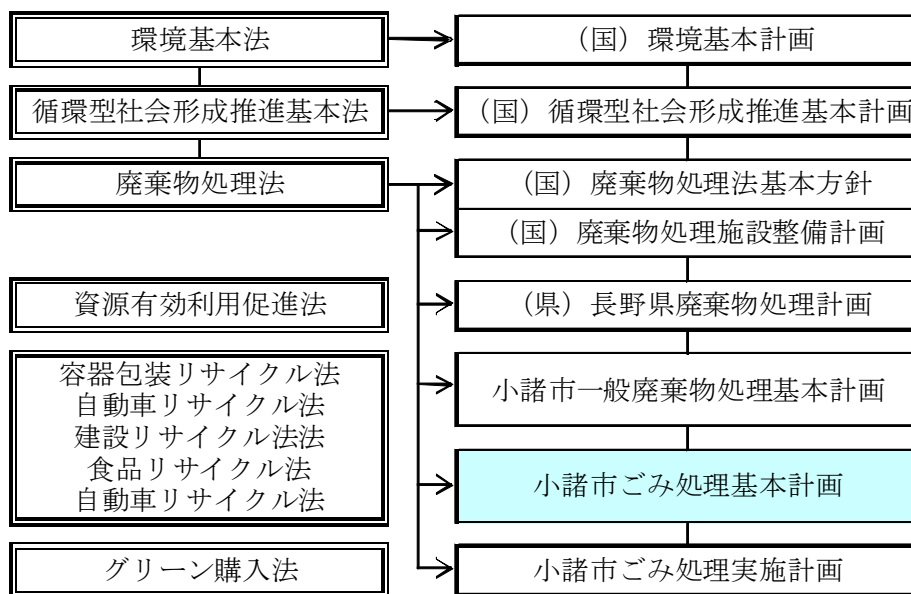 環境基本法
（国）環境基本計画
循環型社会形成推進基本法
（国）循環型社会形成推進基本計画
廃棄物処理法
（国）廃棄物処理法基本方針
（国）廃棄物処理施設整備計画
資源有効利用促進法
（県）長野県廃棄物処理計画
容器包装リサイクル法
自動車リサイクル法
建設リサイクル法法
食品リサイクル法
自動車リサイクル法
小諸市一般廃棄物処理基本計画
小諸市ごみ処理基本計画
グリーン購入法
小諸市ごみ処理実施計画